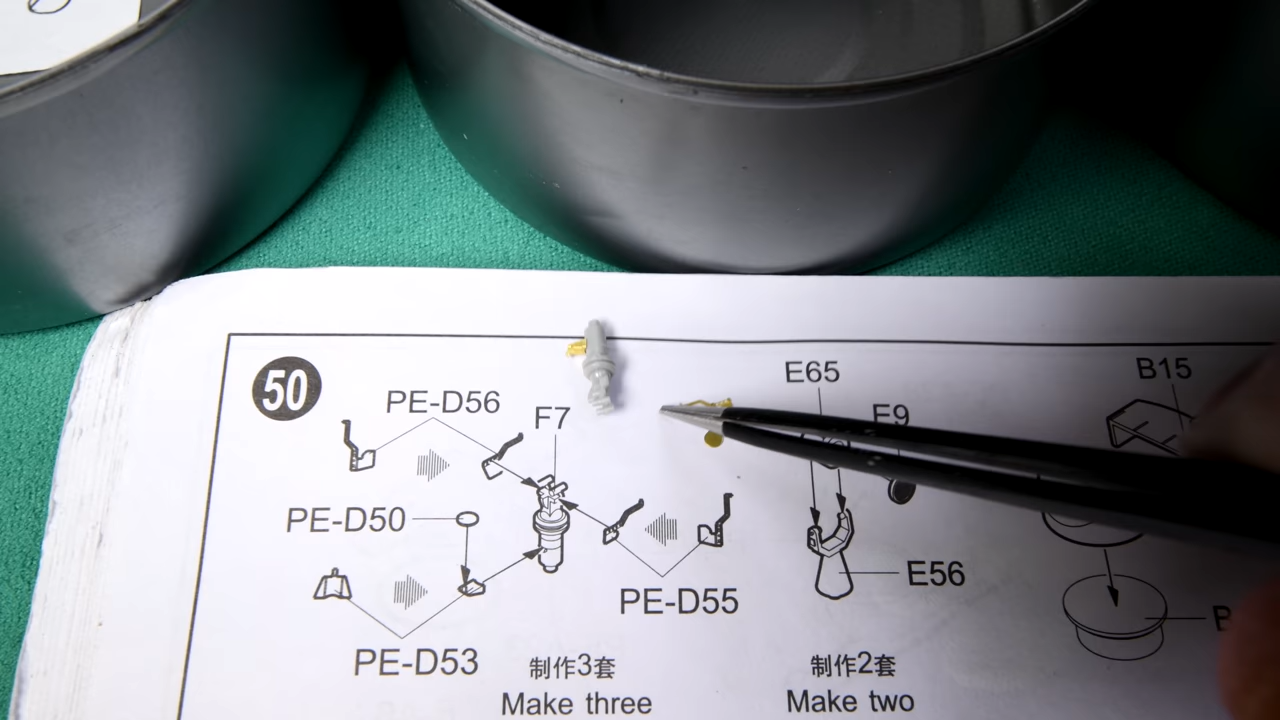 50
PE-D56
F7
PE-D50
PE-D55
PE-D53
制作3套
Make three
E65
E9
E56
制作2套
Make two
B15